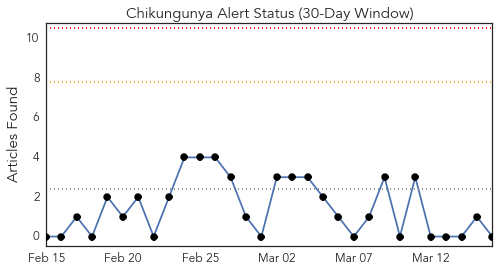 Chikungunya Alert Status (30-Day Window)
Articles Found
10
8
6
4
2
0
Feb 15 Feb 20 Feb 25 Mar 02 Mar 07 Mar 12